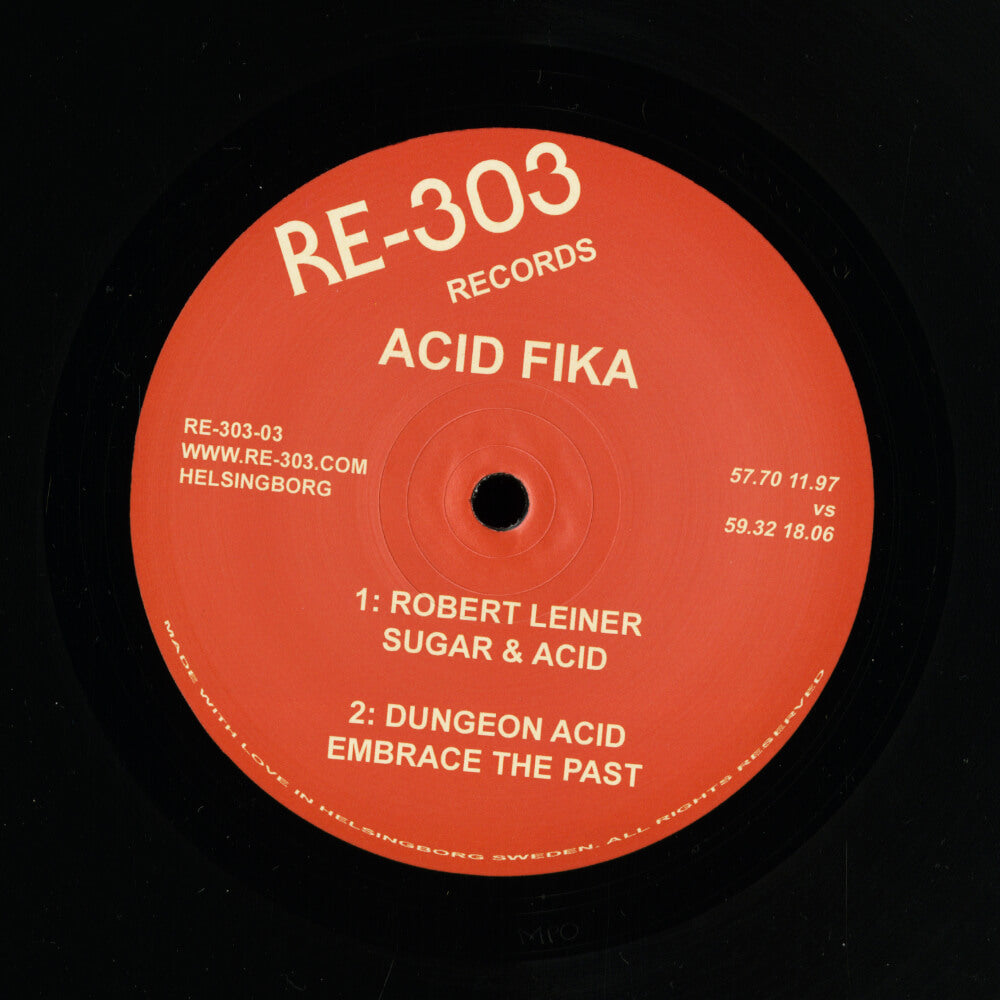 RE-303
RECORDS
ACID FIKA
RE-303-03
WWW.RE-303.COM
HELSINGBORG
57.70 11.97
vs
59.32 18.06
1: ROBERT LEINER
SUGAR & ACID
2: DUNGEON ACID
EMBRACE THE PAST
MADE WITH LOVE IN HELSINGBORG SWEDEN. ALL RIGHTS RESERVED
MPO